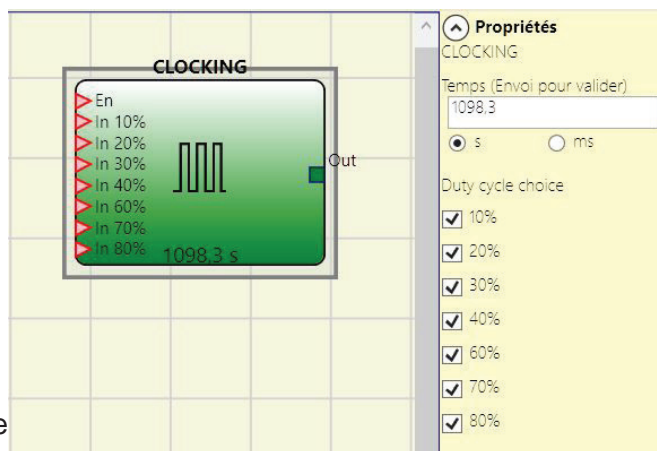 CLOCKING
En
In 10%
In 20%
In 30%
In 40%
In 60%
In 70%
In 80%
Out
1098,3 s
e
Propriétés
CLOCKING
Temps (Envoi pour valider)
1098,3
s ms
Duty cycle choice
10%
20%
30%
40%
60%
70%
80%